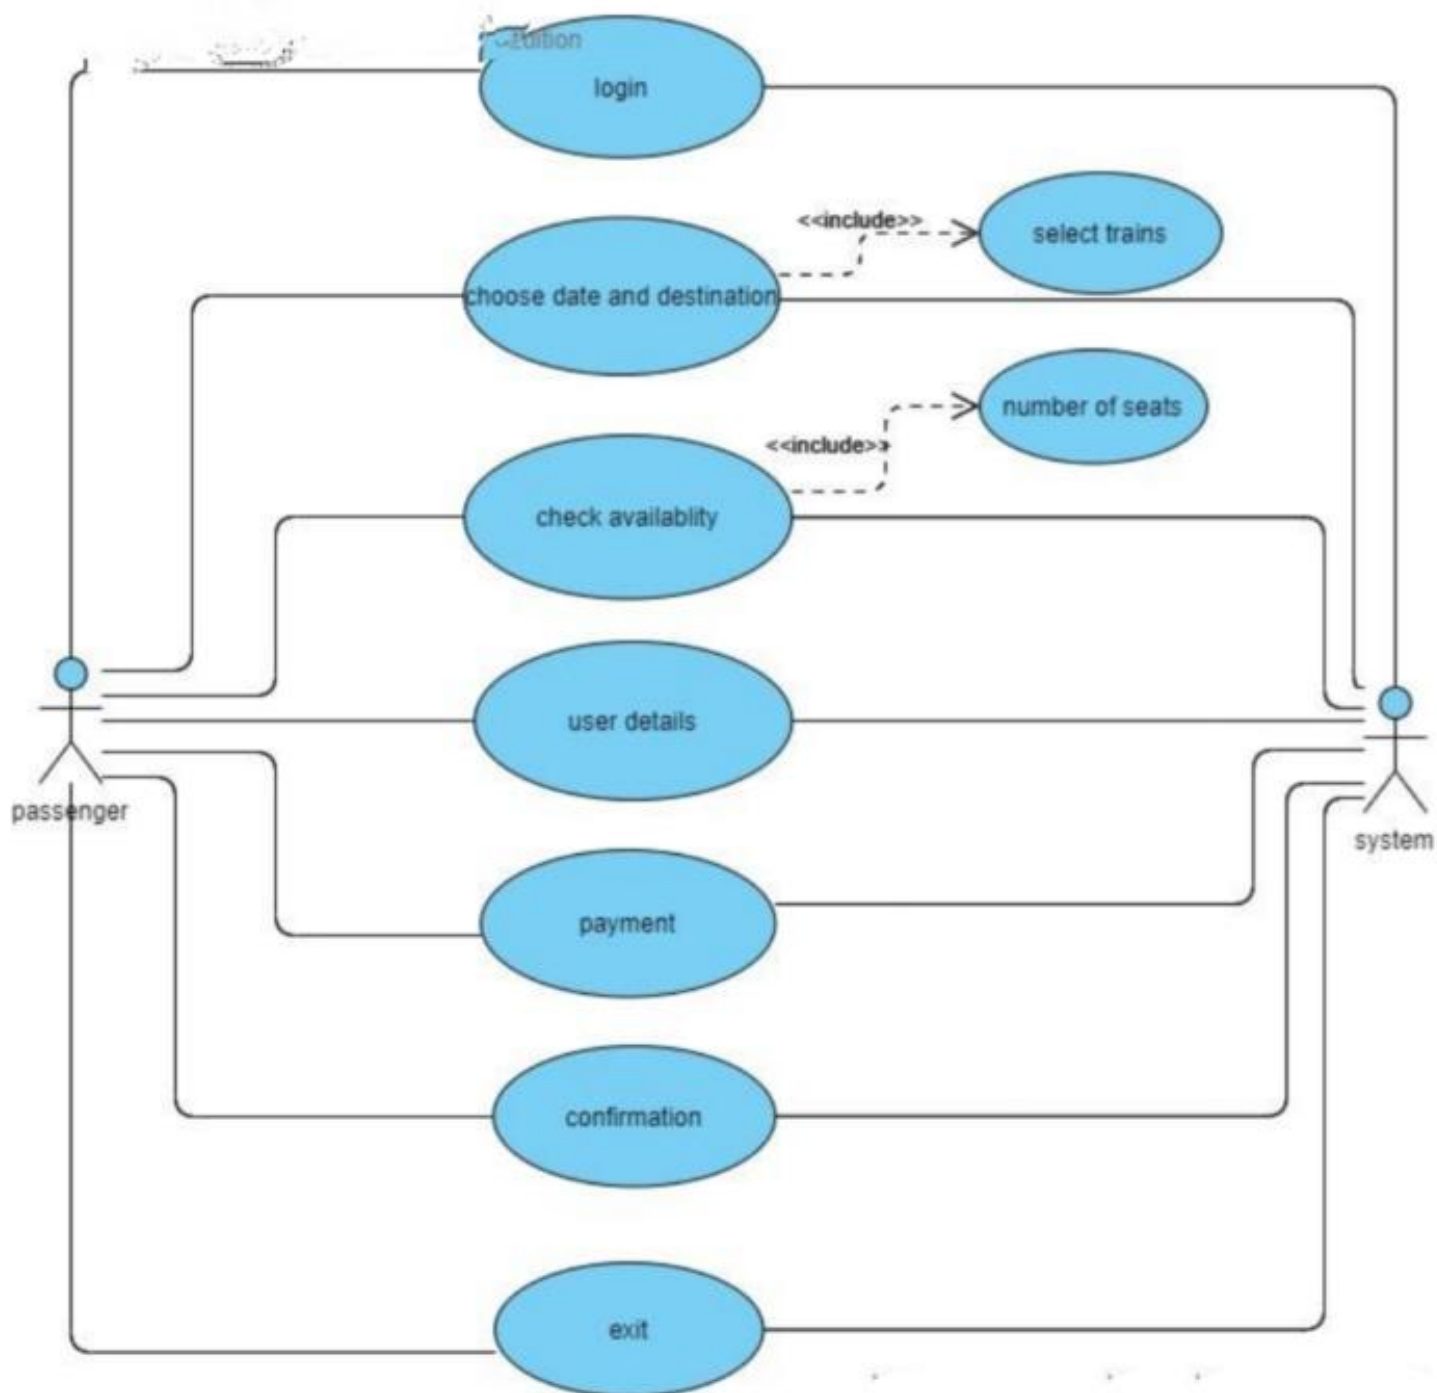 Edition
login
<<include>>
select trains
choose date and destination
number of seats
<<include>>
check availablity
user details
passenger
system
payment
confirmation
exit